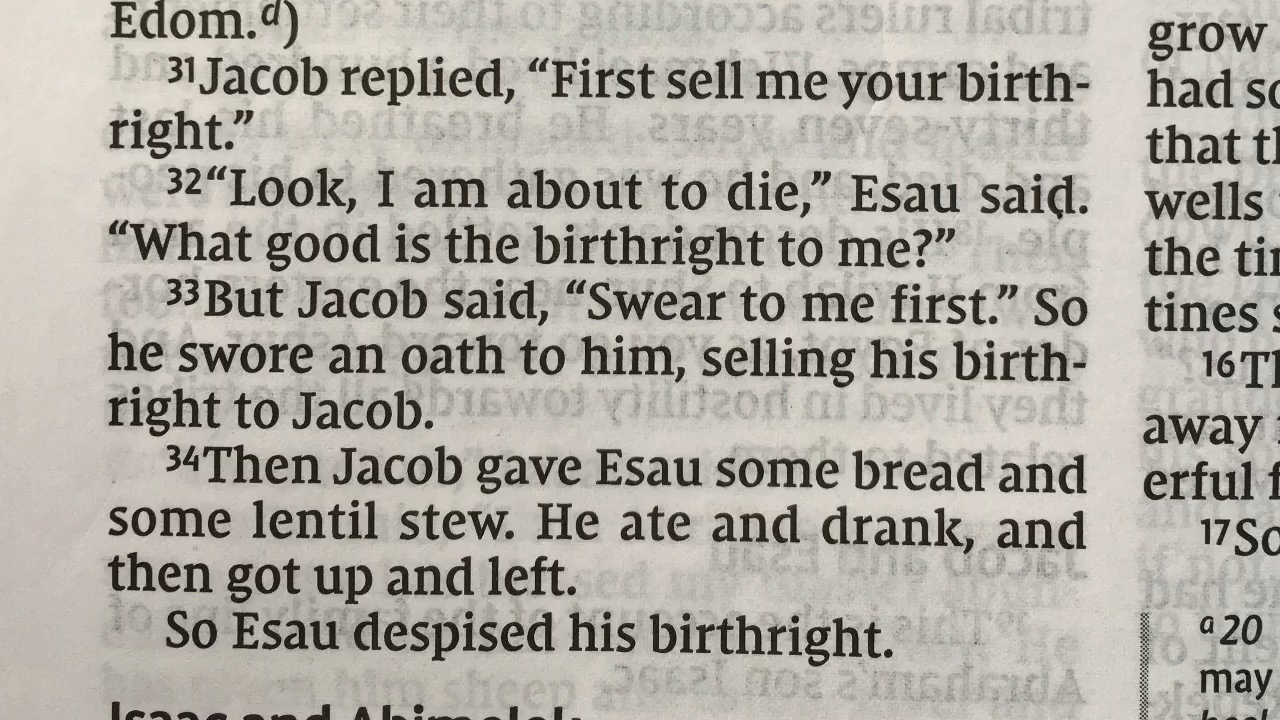 Edom.d)
31Jacob replied, “First sell me your birth-
right.”
32“Look, I am about to die,” Esau said.
“What good is the birthright to me?”
33But Jacob said, “Swear to me first.” So
he swore an oath to him, selling his birth-
right to Jacob.
34Then Jacob gave Esau some bread and
some lentil stew. He ate and drank, and
then got up and left.
So Esau despised his birthright.
Isaac and Abimelek
grow
had
that
wells
the
tines
16
away
erful
17So
a20
may